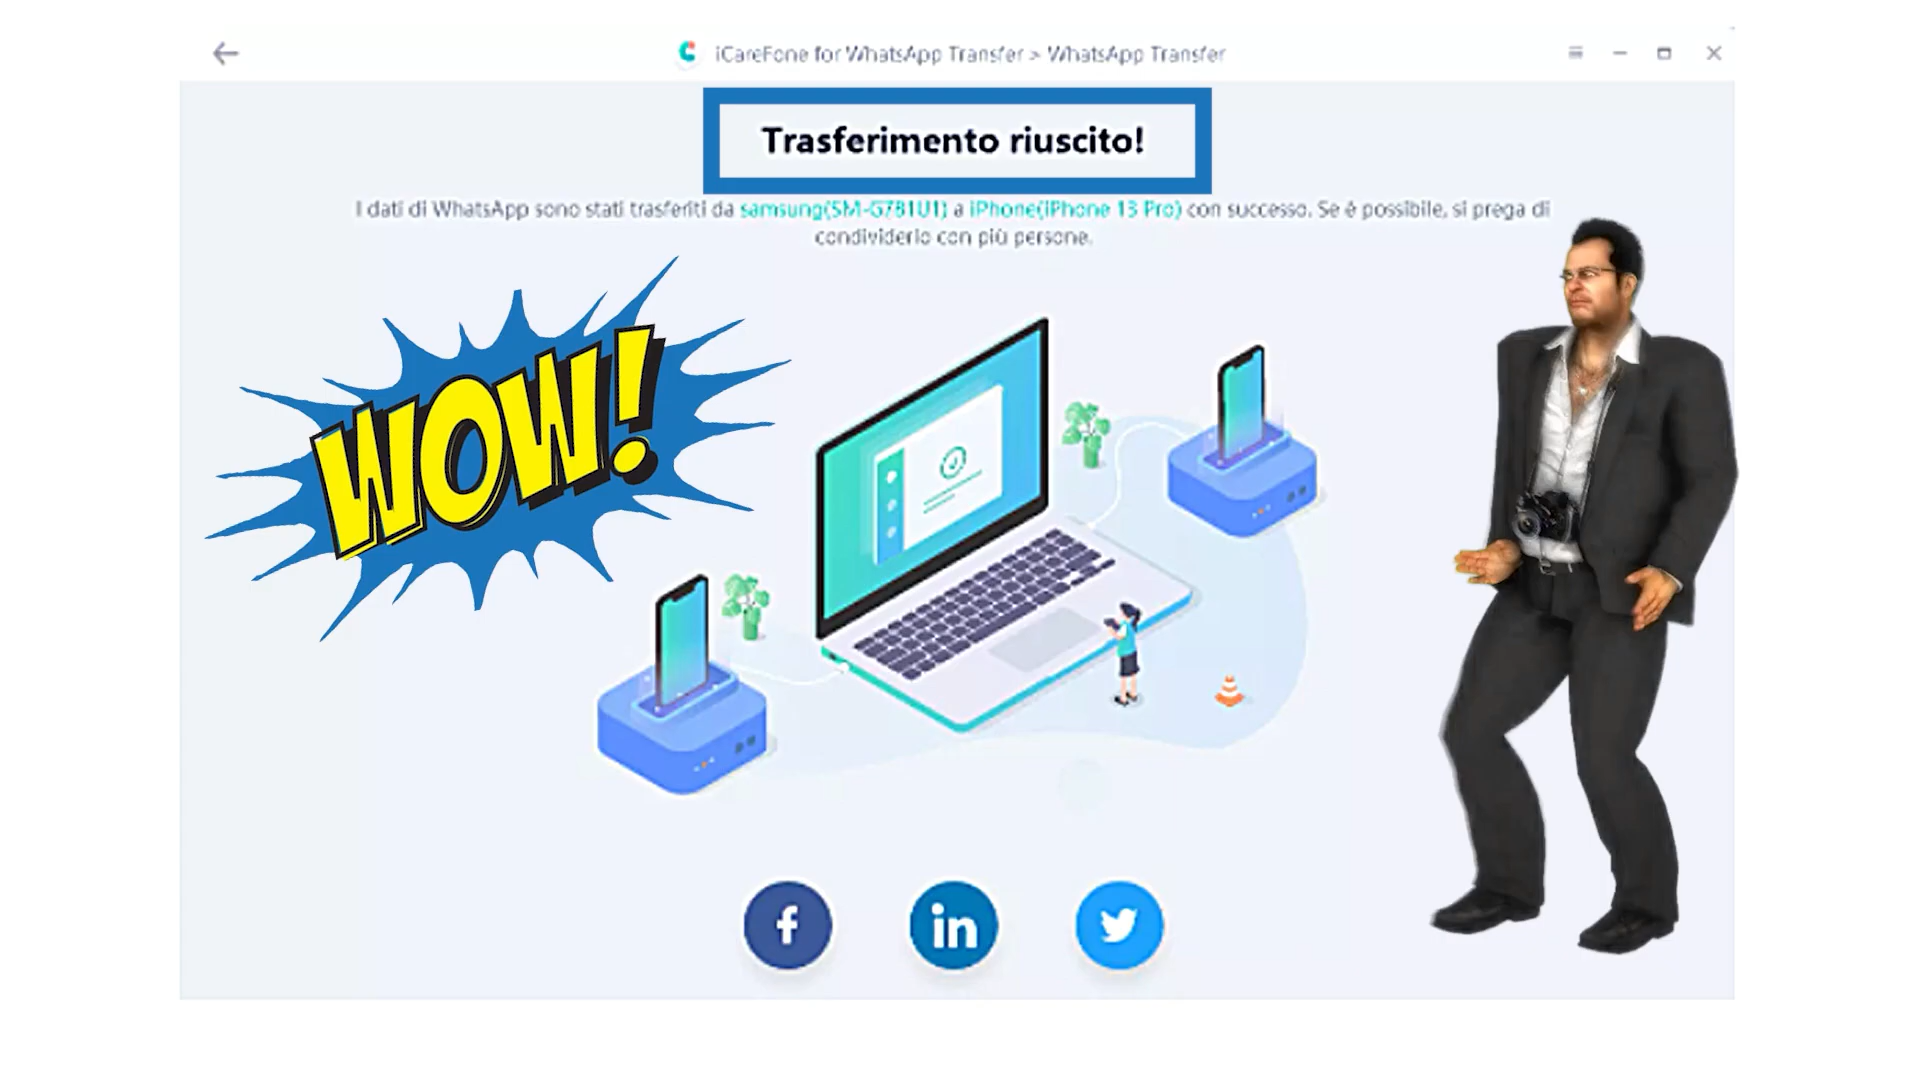 iCareFone for WhatsApp Transfer > WhatsApp Transfer
Trasferimento riuscito!
I dati di WhatsApp sono stati trasferiti da samsung(SM-G781U1) a iPhone(iPhone 13 Pro) con successo. Se è possibile, si prega di
condividerlo con più persone.
WOW!
f
in